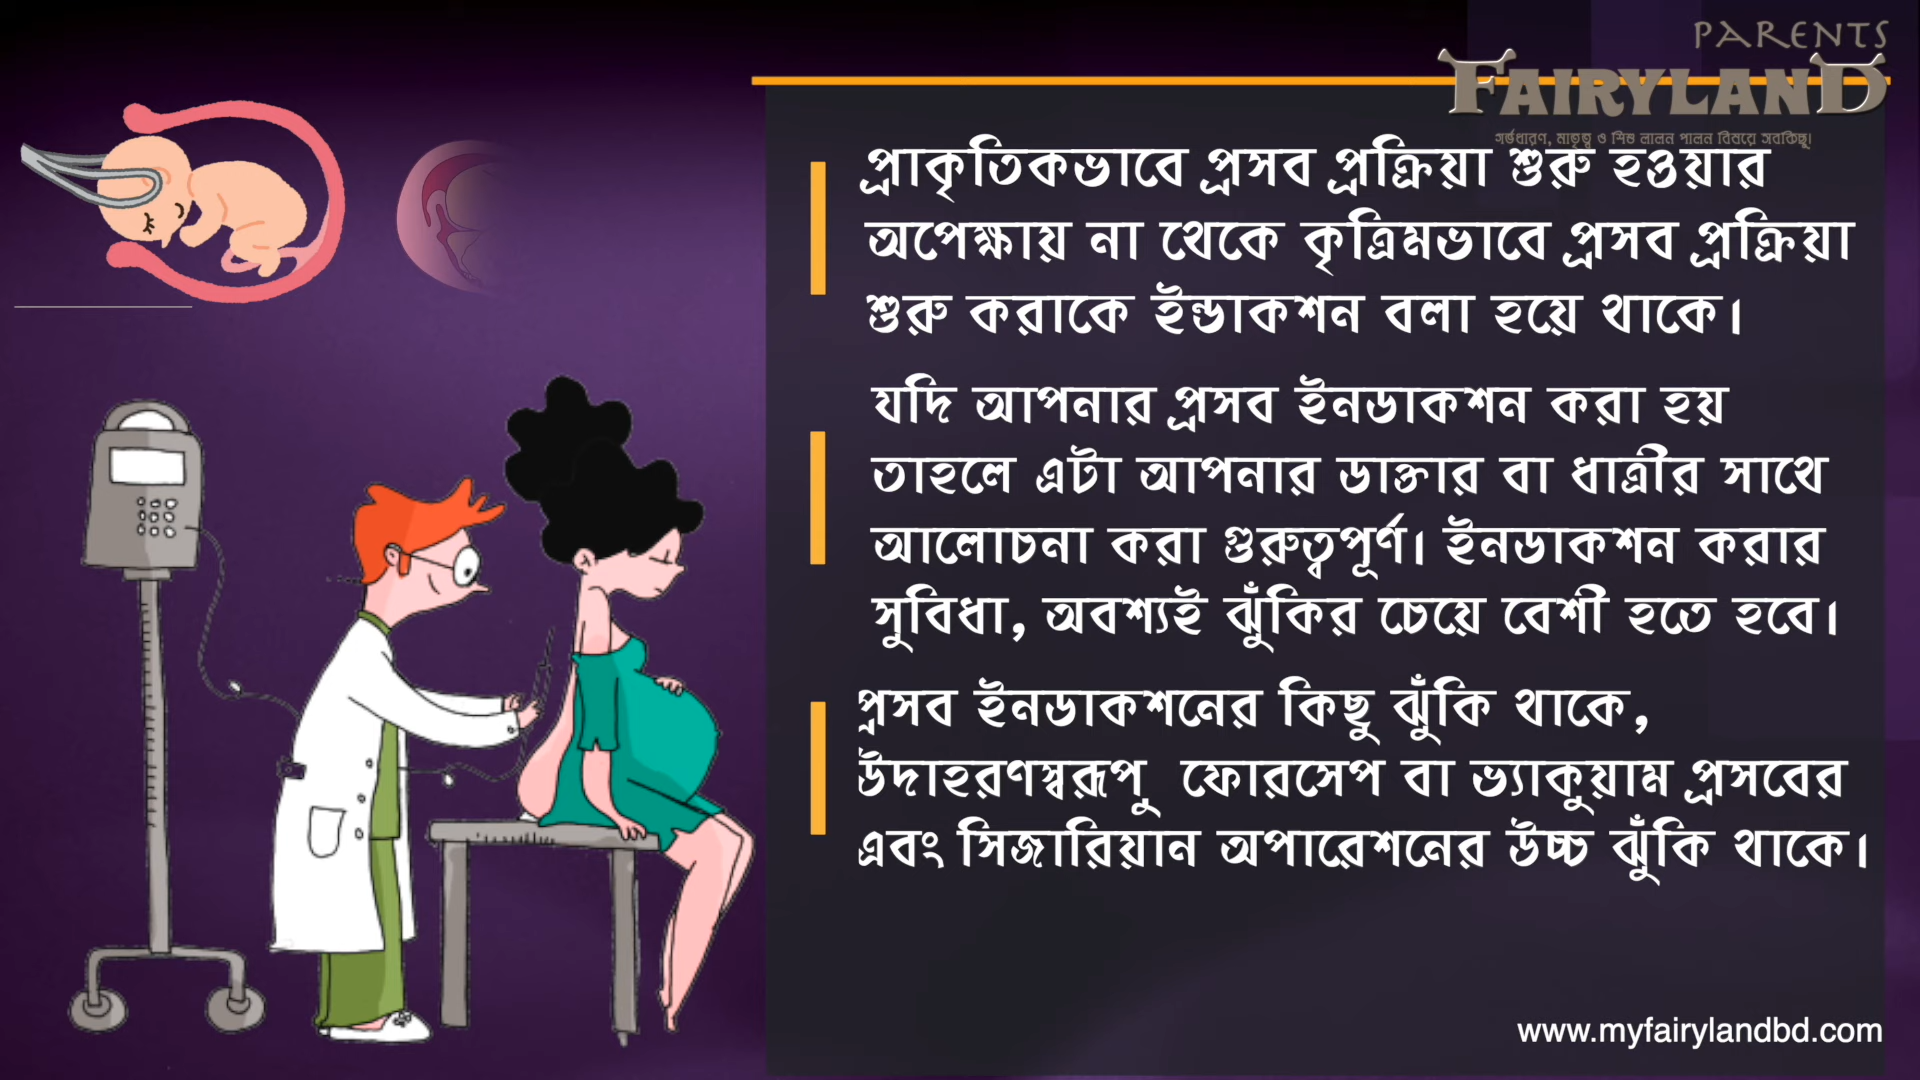 PARENTS
FAIRYLAND
গর্ভধারণ, মাতৃত্ব ও শিশু লালন পালন বিষয়ে সবকিছু।
প্রাকৃতিকভাবে প্রসব প্রক্রিয়া শুরু হওয়ার
অপেক্ষায় না থেকে কৃত্রিমভাবে প্রসব প্রক্রিয়া
শুরু করাকে ইন্ডাকশন বলা হয়ে থাকে।
যদি আপনার প্রসব ইনডাকশন করা হয়
তাহলে এটা আপনার ডাক্তার বা ধাত্রীর সাথে
আলোচনা করা গুরুত্বপূর্ণ। ইনডাকশন করার
সুবিধা, অবশ্যই ঝুঁকির চেয়ে বেশী হতে হবে।
প্রসব ইনডাকশনের কিছু ঝুঁকি থাকে,
উদাহরণস্বরূপু ফোরসেপ বা ভ্যাকুয়াম প্রসবের
এবং সিজারিয়ান অপারেশনের উচ্চ ঝুঁকি থাকে।
www.myfairylandbd.com